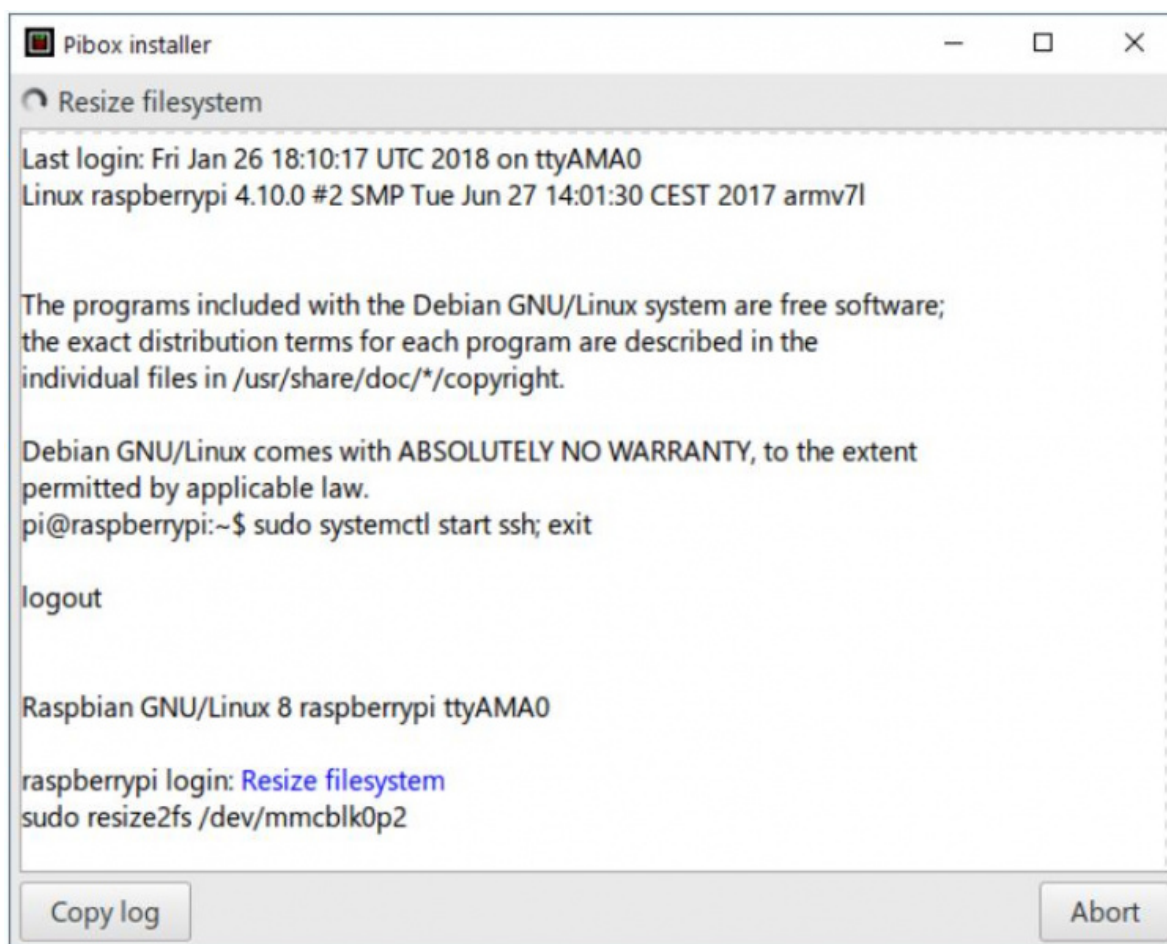 Pibox installer
Resize filesystem
Last login: Fri Jan 26 18:10:17 UTC 2018 on ttyAMA0
Linux raspberrypi 4.10.0 #2 SMP Tue Jun 27 14:01:30 CEST 2017 armv7l
The programs included with the Debian GNU/Linux system are free software;
the exact distribution terms for each program are described in the
individual files in /usr/share/doc/*/copyright.
Debian GNU/Linux comes with ABSOLUTELY NO WARRANTY, to the extent
permitted by applicable law.
pi@raspberrypi:~$ sudo systemctl start ssh; exit
logout
Raspbian GNU/Linux 8 raspberrypi ttyAMA0
raspberrypi login: Resize filesystem
sudo resize2fs /dev/mmcblk0p2
Copy log
Abort